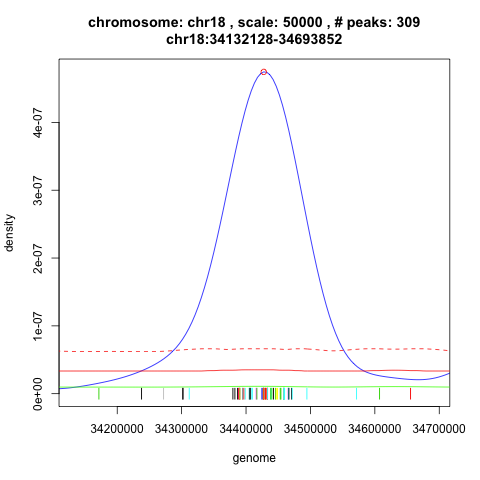 chromosome: chr18 , scale: 50000 , # peaks: 309
chr18:34132128-34693852
density
4e-07
3e-07
2e-07
1e-07
0e+00
34200000 34300000 34400000 34500000 34600000 34700000
genome